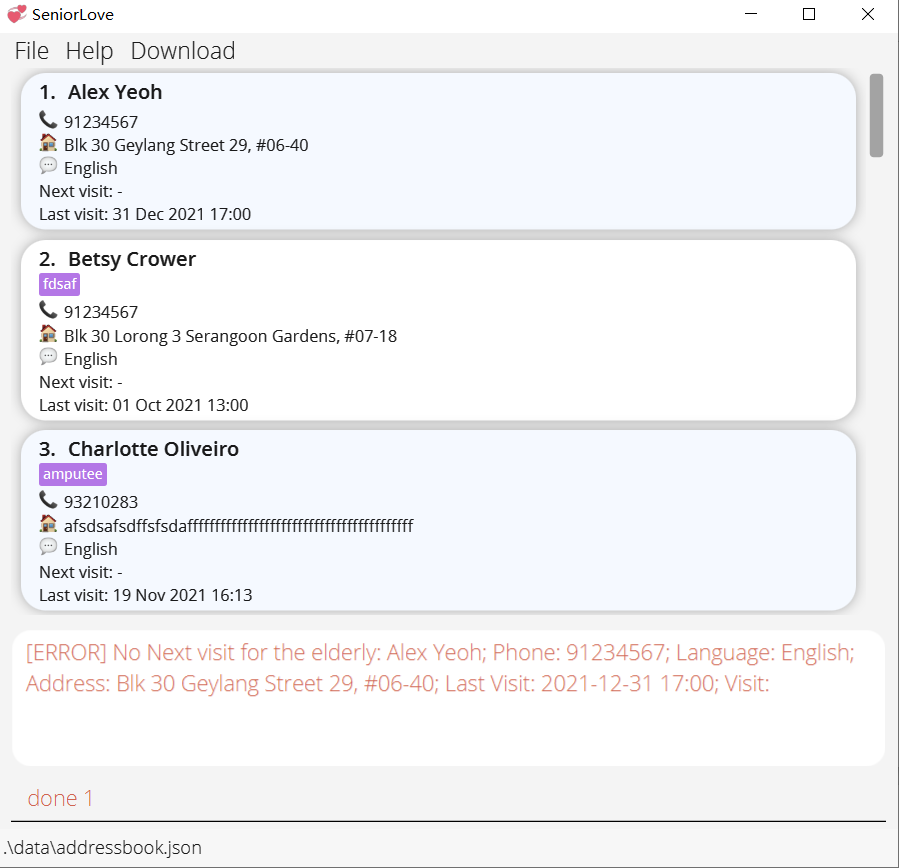 SeniorLove
File Help Download
1. Alex Yeoh
91234567
Blk 30 Geylang Street 29, #06-40
English
Next visit: -
Last visit: 31 Dec 2021 17:00
2. Betsy Crower
fdsaf
91234567
Blk 30 Lorong 3 Serangoon Gardens, #07-18
English
Next visit: -
Last visit: 01 Oct 2021 13:00
3. Charlotte Oliveiro
amputee
93210283
afsdsafsdffsfsdafffffffffffffffffffffffffffffffffffffffff
English
Next visit: -
Last visit: 19 Nov 2021 16:13
[ERROR] No Next visit for the elderly: Alex Yeoh; Phone: 91234567; Language: English;
Address: Blk 30 Geylang Street 29, #06-40; Last Visit: 2021-12-31 17:00; Visit:
done 1
.\data\addressbook.json